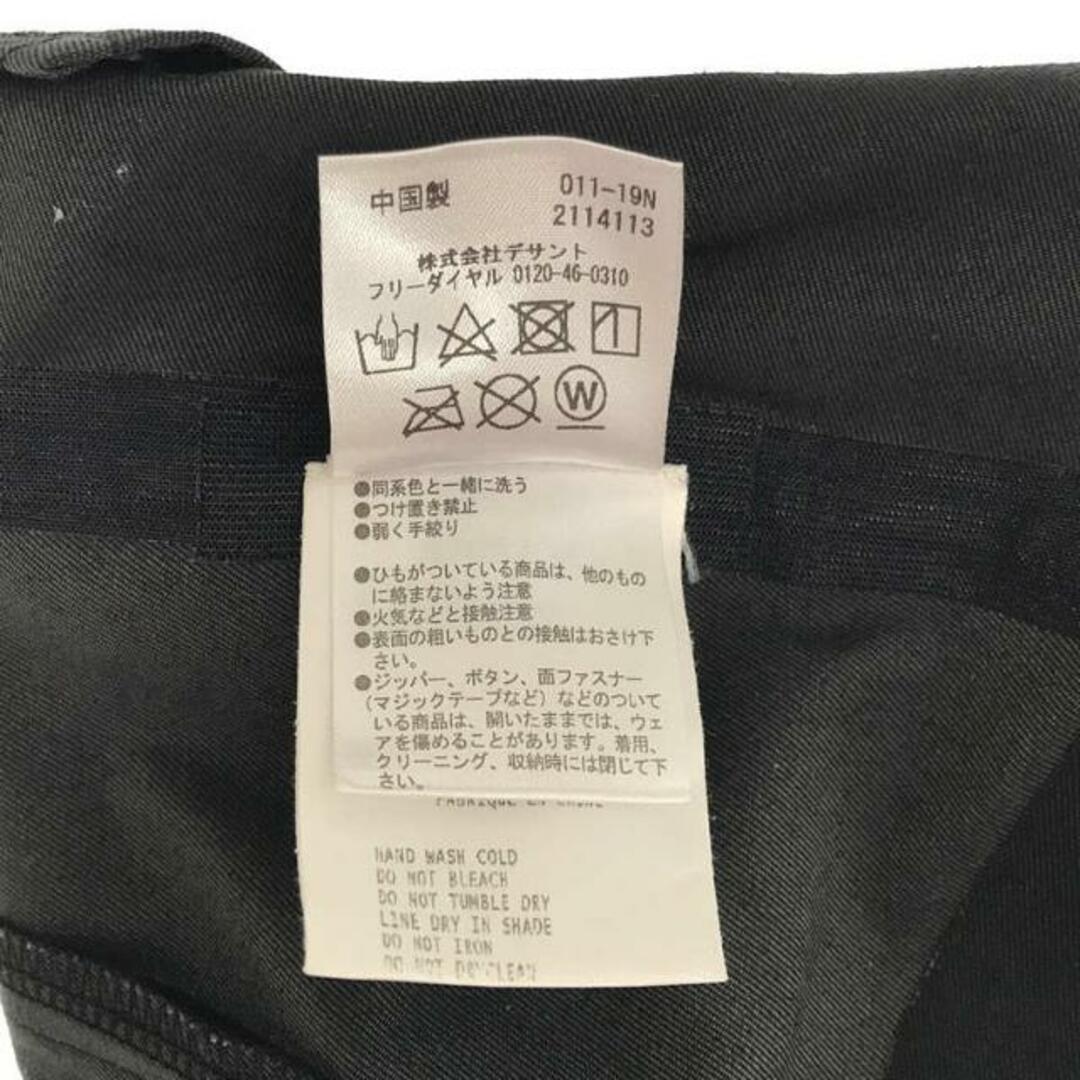 中国製
011-19N
2114113
株式会社デサント
フリーダイヤル 0120-46-0310
W
●同系色と一緒に洗う
●つけ置き禁止
●弱く手絞り
●ひもがついている商品は、他のもの
に絡まないよう注意
●火気などと接触注意
●表面の粗いものとの接触はおさけ下
さい。
●ジッパー、ボタン、面ファスナー
(マジックテープなど) などのついて
いる商品は、開いたままでは、ウェ
アを傷めることがあります。着用、
クリーニング、収納時には閉じて下
さい。
FABRIQUE EN CHINE
HAND WASH COLD
DO NOT BLEACH
DO NOT TUMBLE DRY
LINE DRY IN SHADE
DO NOT IRON
DO NOT DRYCLEAN